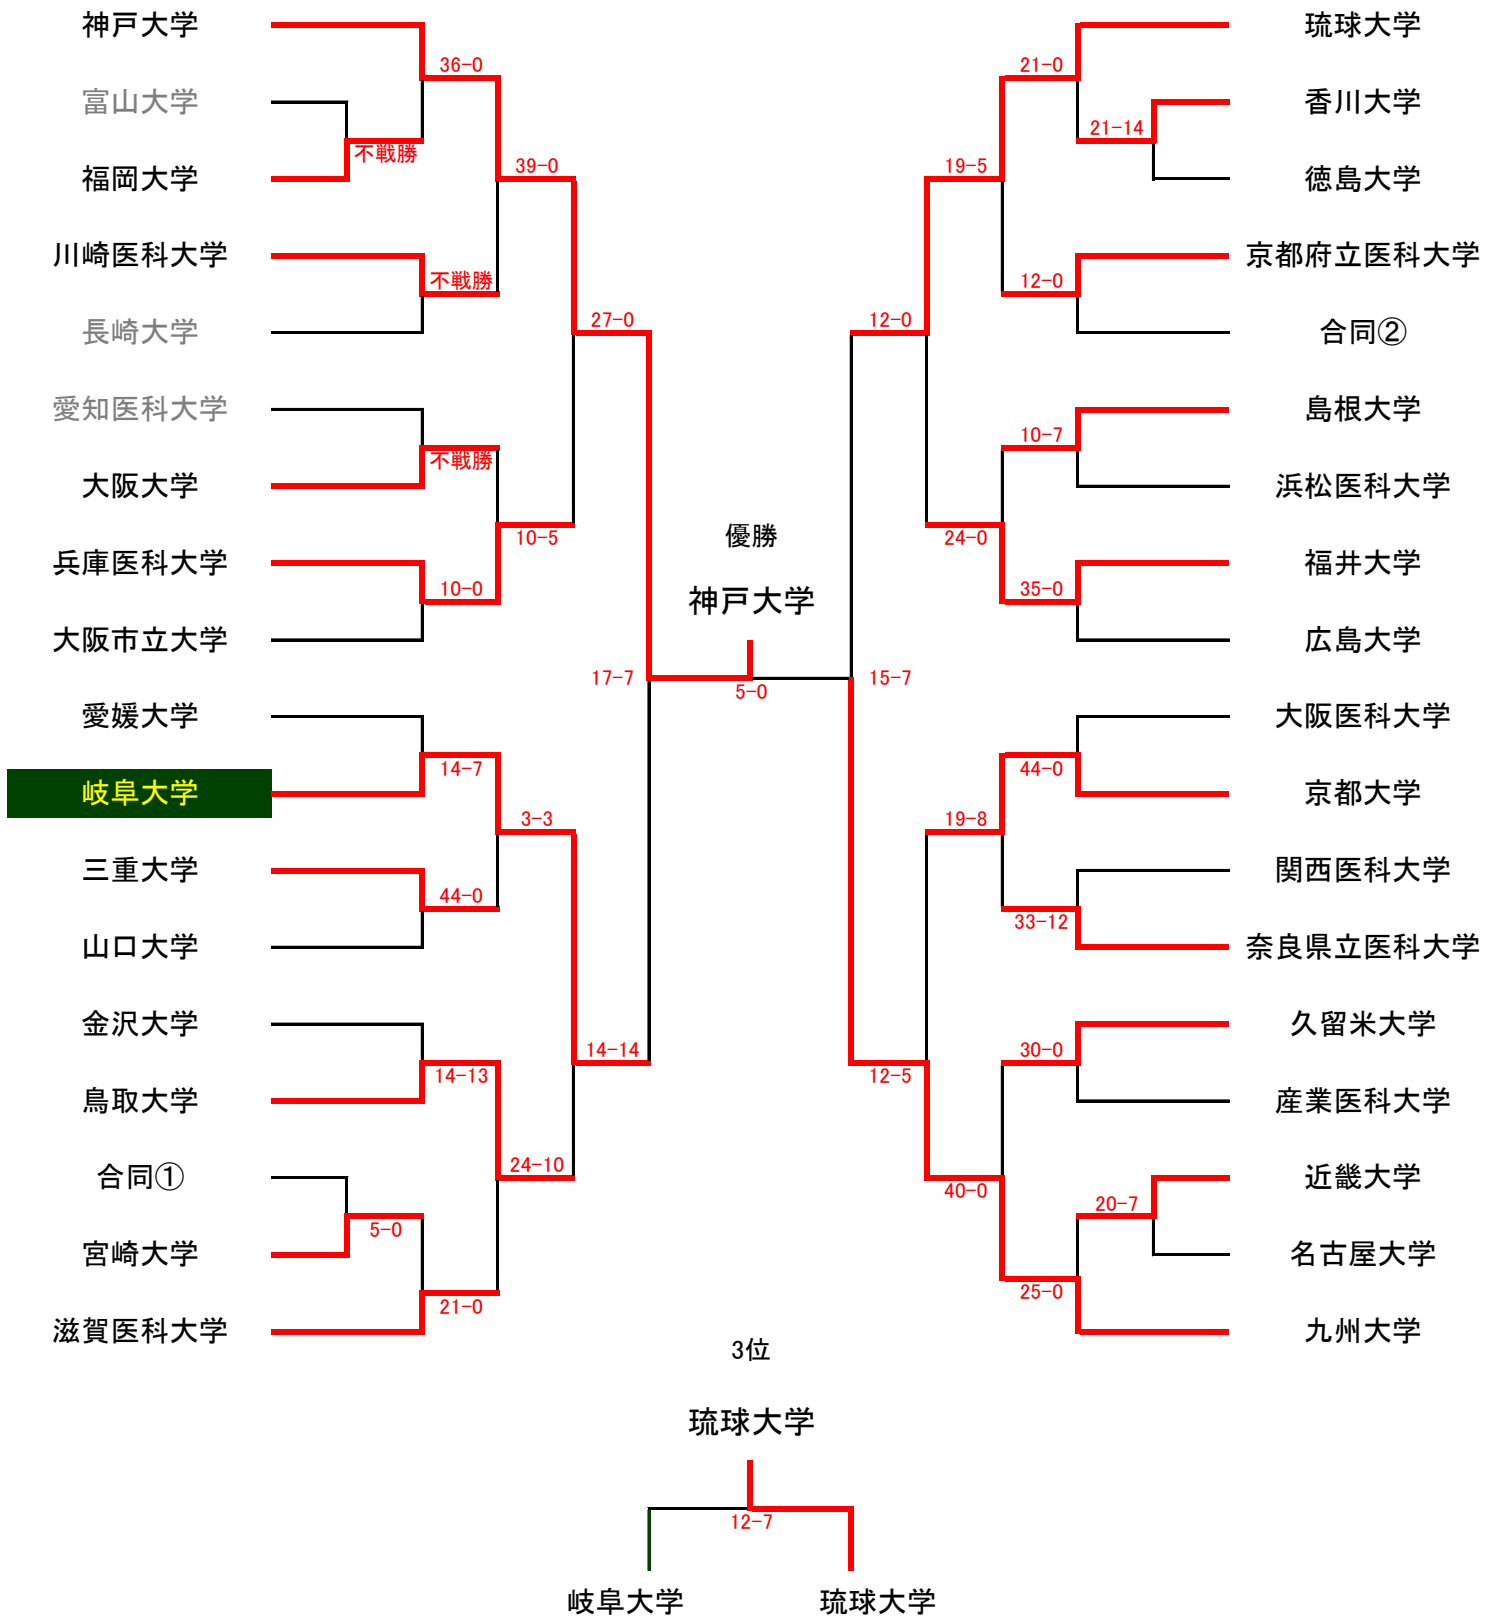 神戸大学
富山大学
福岡大学
川崎医科大学
長崎大学
愛知医科大学
大阪大学
兵庫医科大学
大阪市立大学
愛媛大学
岐阜大学
三重大学
山口大学
金沢大学
鳥取大学
合同①
宮崎大学
滋賀医科大学
36-0
不戦勝
39-0
不戦勝
27-0
不戦勝
10-5
10-0
17-7
14-7
3-3
44-0
14-14
14-13
24-10
5-0
21-0
優勝
神戸大学
5-0
21-0
21-14
19-5
12-0
12-0
10-7
24-0
35-0
15-7
44-0
19-8
33-12
30-0
12-5
40-0
20-7
25-0
琉球大学
香川大学
徳島大学
京都府立医科大学
合同②
島根大学
浜松医科大学
福井大学
広島大学
大阪医科大学
京都大学
関西医科大学
奈良県立医科大学
久留米大学
産業医科大学
近畿大学
名古屋大学
九州大学
3位
琉球大学
12-7
岐阜大学
琉球大学